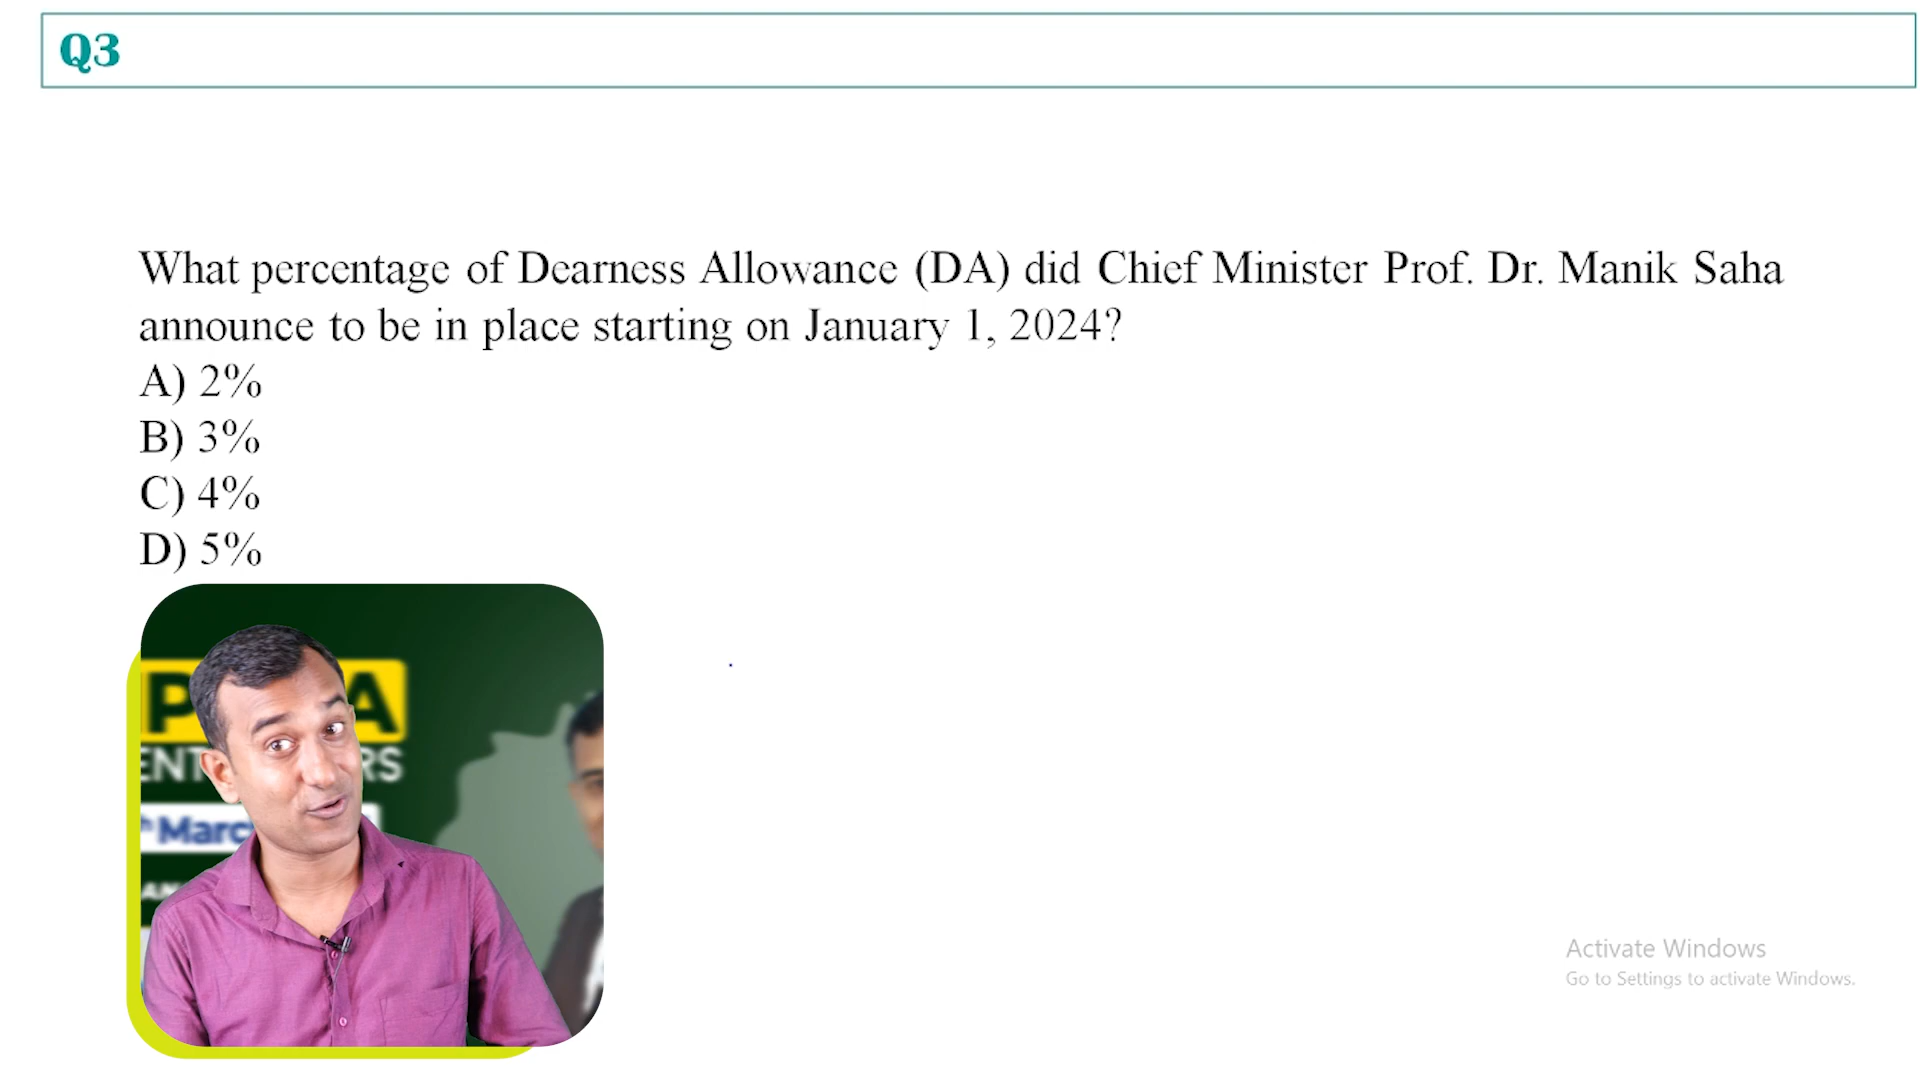 Q3
What percentage of Dearness Allowance (DA) did Chief Minister Prof. Dr. Manik Saha
announce to be in place starting on January 1, 2024?
A) 2%
B) 3%
C) 4%
D) 5%
Activate Windows
Go to Settings to activate Windows.